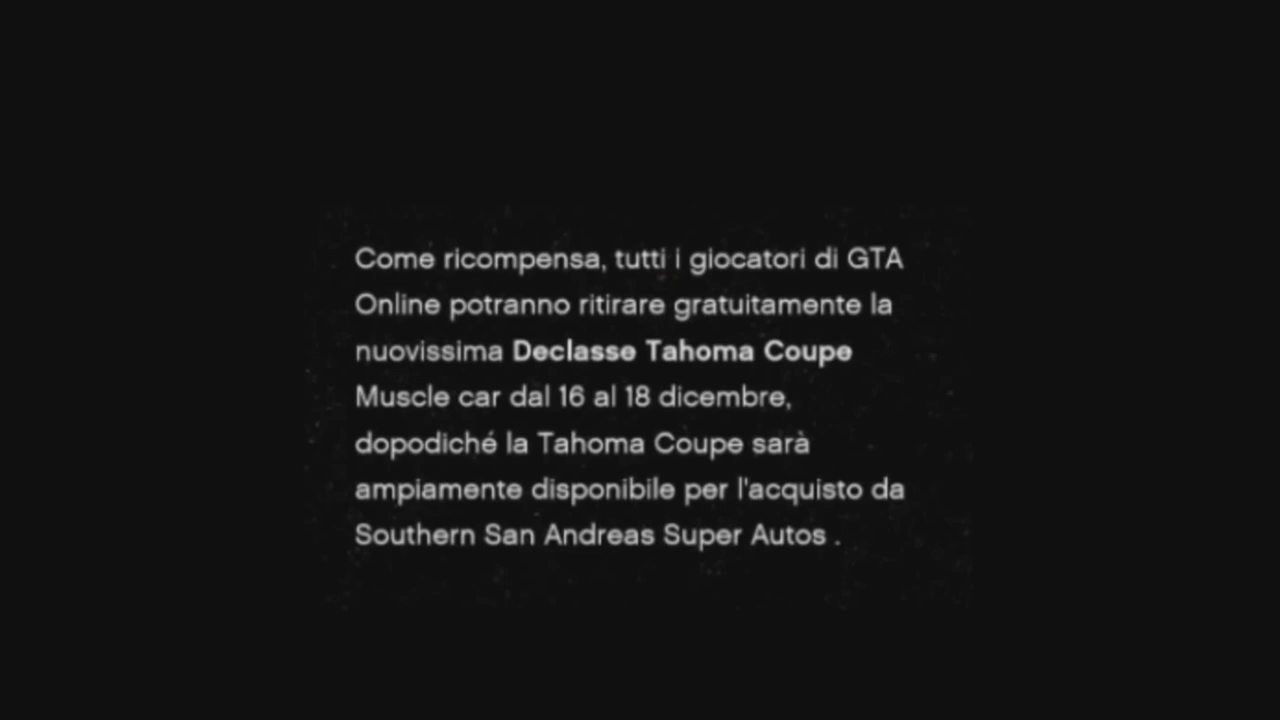 Come ricompensa, tutti i giocatori di GTA
Online potranno ritirare gratuitamente la
nuovissima Declasse Tahoma Coupe
Muscle car dal 16 al 18 dicembre,
dopodiché la Tahoma Coupe sarà
ampiamente disponibile per l'acquisto da
Southern San Andreas Super Autos .